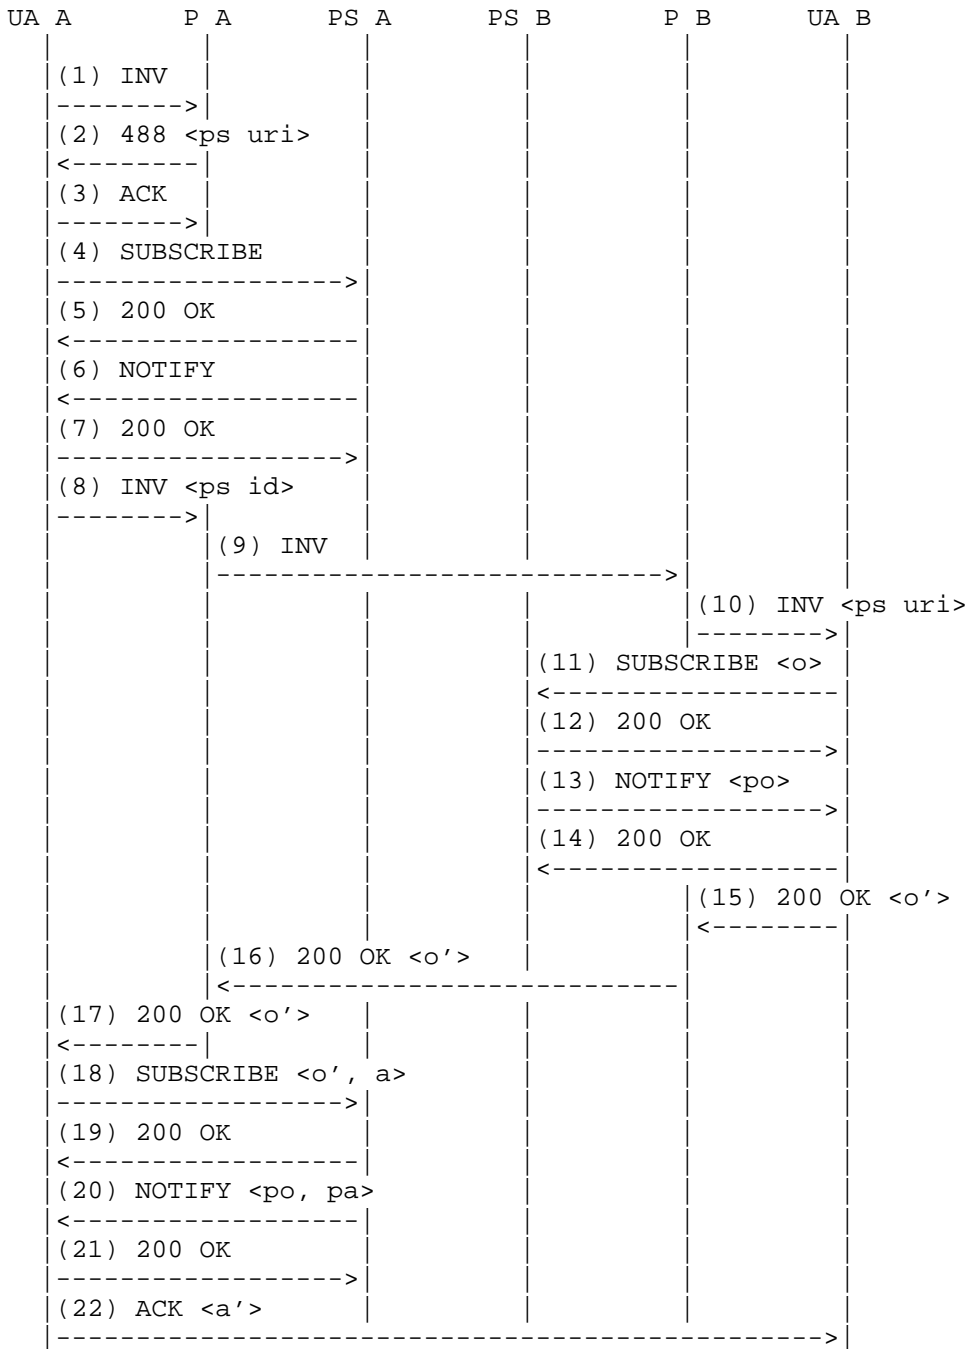 UA A P A PS A PS B P B UA B
(1) INV
(2) 488 <ps uri>
(3) ACK
(4) SUBSCRIBE
(5) 200 OK
(6) NOTIFY
(7) 200 OK
(8) INV <ps id>
(9) INV
(10) INV <ps uri>
(11) SUBSCRIBE <o>
(12) 200 OK
(13) NOTIFY <po>
(14) 200 OK
(15) 200 OK <o'>
(16) 200 OK <o'>
(17) 200 OK <o'>
(18) SUBSCRIBE <o', a>
(19) 200 OK
(20) NOTIFY <po, pa>
(21) 200 OK
(22) ACK <a'>